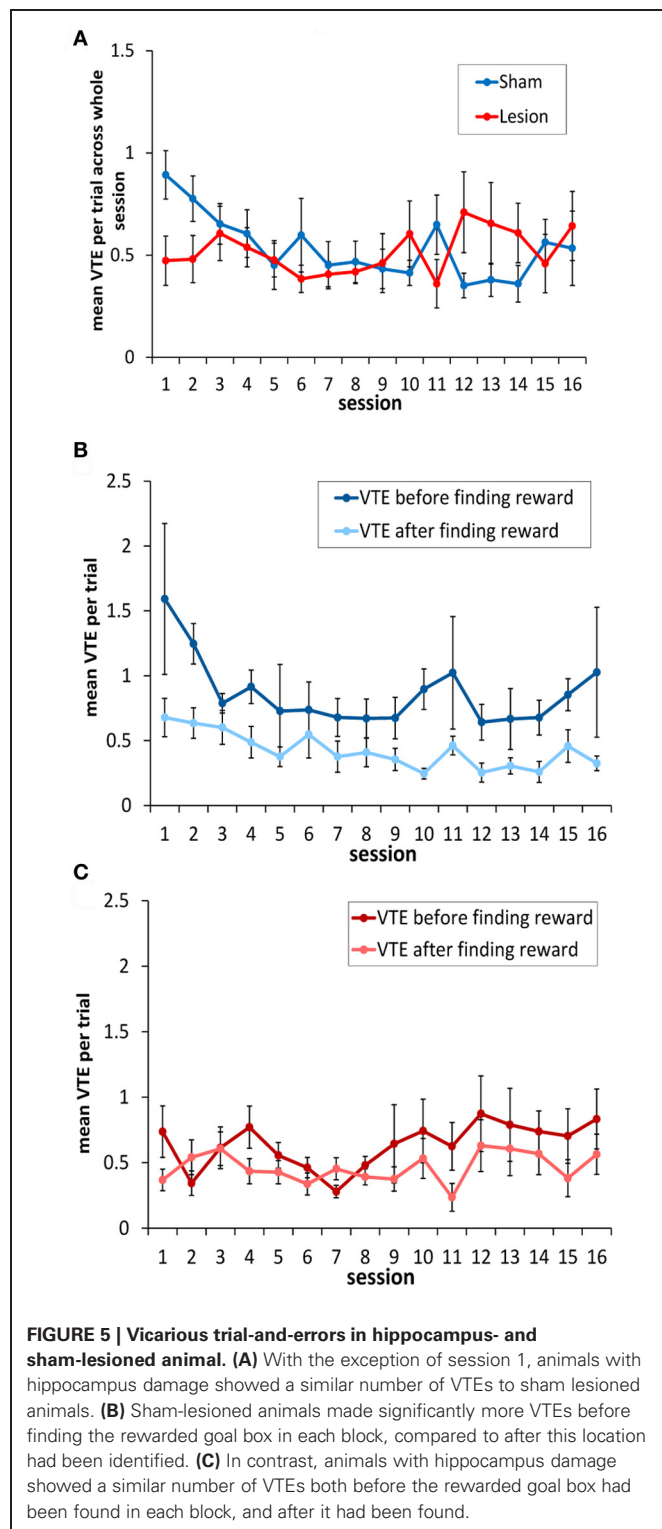 A
1.5
Sham
Lesion
1
0.5
0
mean VTE per trial across whole
session
1 2 3 4 5 6 7 8 9 10 11 12 13 14 15 16
session
B
2.5
VTE before finding reward
VTE after finding reward
2
1.5
1
0.5
0
mean VTE per trial
1 2 3 4 5 6 7 8 9 10 11 12 13 14 15 16
session
C
2.5
VTE before finding reward
VTE after finding reward
2
1.5
1
0.5
0
mean VTE per trial
1 2 3 4 5 6 7 8 9 10 11 12 13 14 15 16
session
FIGURE 5 | Vicarious trial-and-errors in hippocampus- and
sham-lesioned animal. (A) With the exception of session 1, animals with
hippocampus damage showed a similar number of VTEs to sham lesioned
animals. (B) Sham-lesioned animals made significantly more VTEs before
finding the rewarded goal box in each block, compared to after this location
had been identified. (C) In contrast, animals with hippocampus damage
showed a similar number of VTEs both before the rewarded goal box had
been found in each block, and after it had been found.